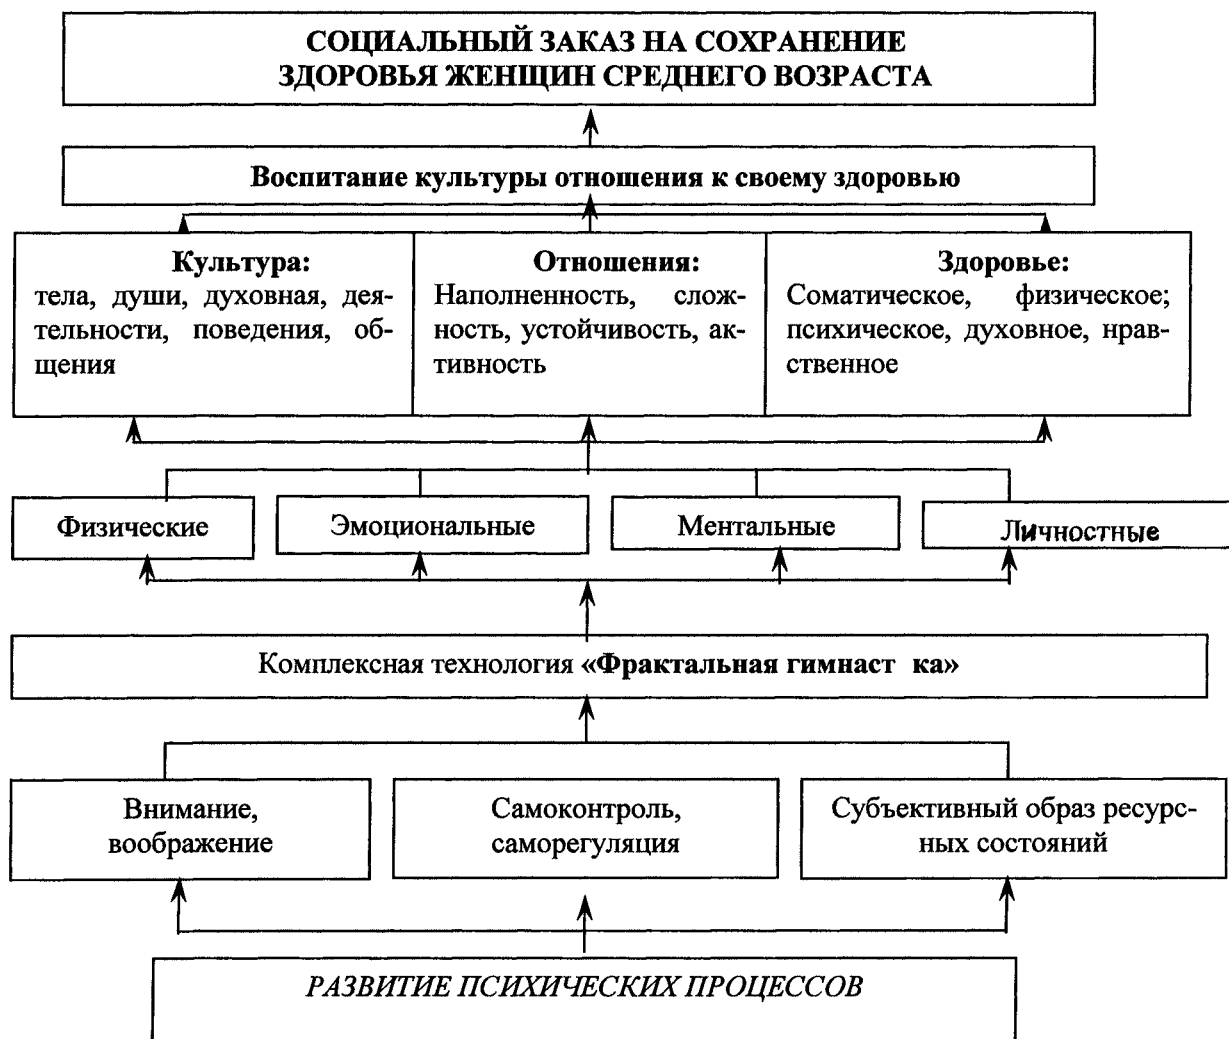 СОЦИАЛЬНЫЙ ЗАКАЗ НА СОХРАНЕНИЕ
ЗДОРОВЬЯ ЖЕНЩИН СРЕДНЕГО ВОЗРАСТА
Воспитание культуры отношения к своему здоровью
Культура:
тела, души, духовная, дея-
тельности, поведения, об-
щения
Отношения:
Наполненность, слож-
ность, устойчивость, ак-
тивность
Здоровье:
Соматическое, физическое;
психическое, духовное, нрав-
ственное
Физические
Эмоциональные
Ментальные
Личностные
Комплексная технология «Фрактальная гимнаст ка»
Внимание,
воображение
Самоконтроль,
саморегуляция
Субъективный образ ресурс-
ных состояний
РАЗВИТИЕ ПСИХИЧЕСКИХ ПРОЦЕССОВ